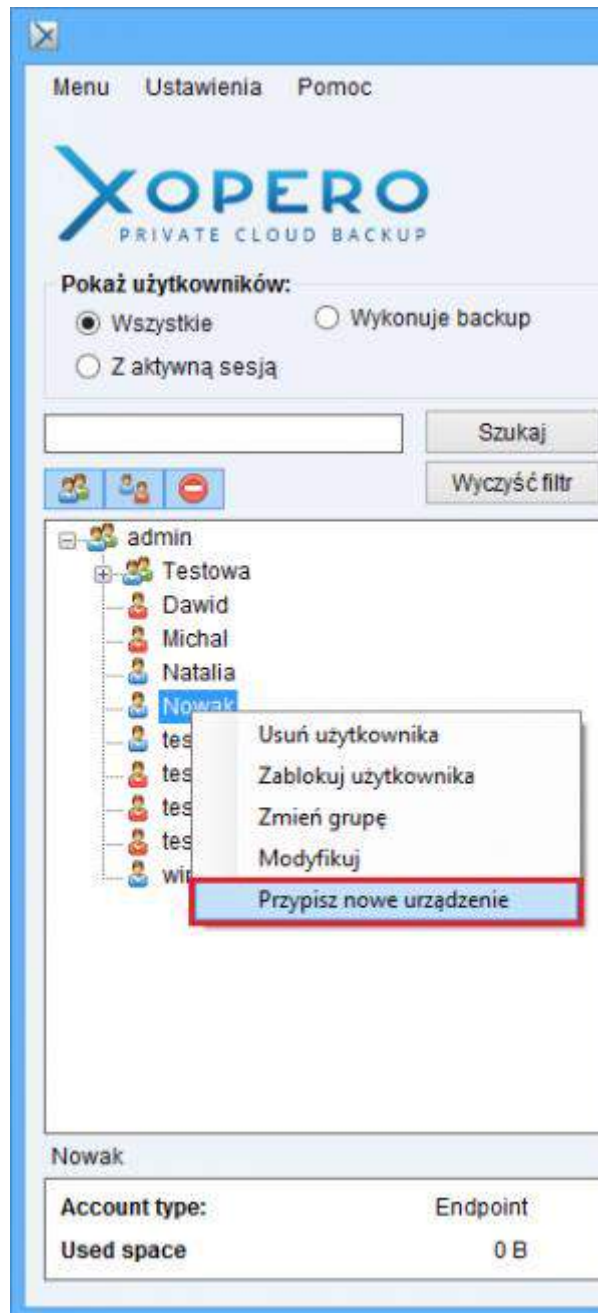 Menu Ustawienia Pomoc
XOPERO
PRIVATE CLOUD BACKUP
Pokaż użytkowników:
Wszystkie Wykonuje backup
Z aktywną sesją
Szukaj
Wyczyść filtr
admin
Testowa
Dawid
Michal
Natalia
Nowak
Usuń użytkownika
Zablokuj użytkownika
Zmień grupę
Modyfikuj
Przypisz nowe urządzenie
Nowak
Account type: Endpoint
Used space 0 B